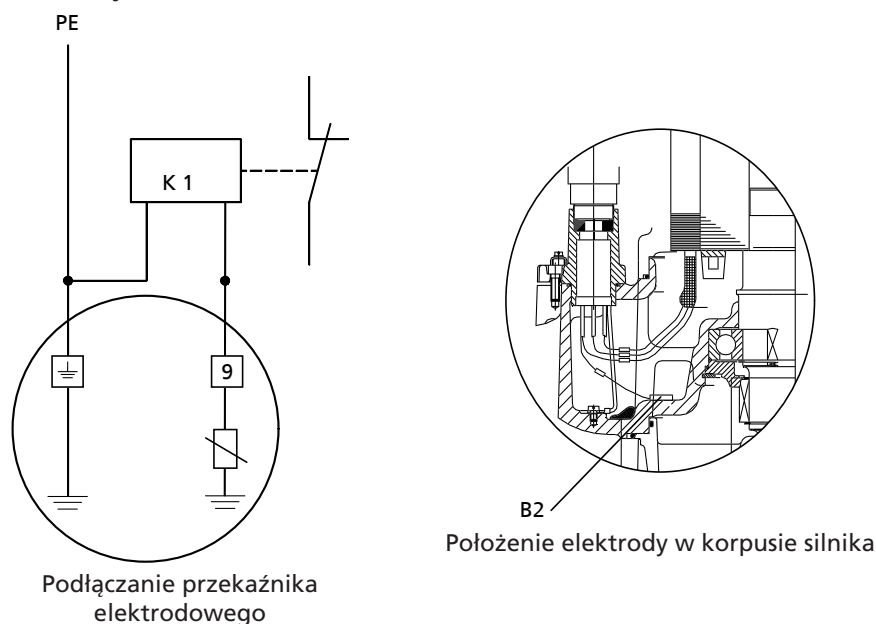 PE
K 1
9
B2
Położenie elektrody w korpusie silnika
Podłączanie przekaźnika
elektrodowego